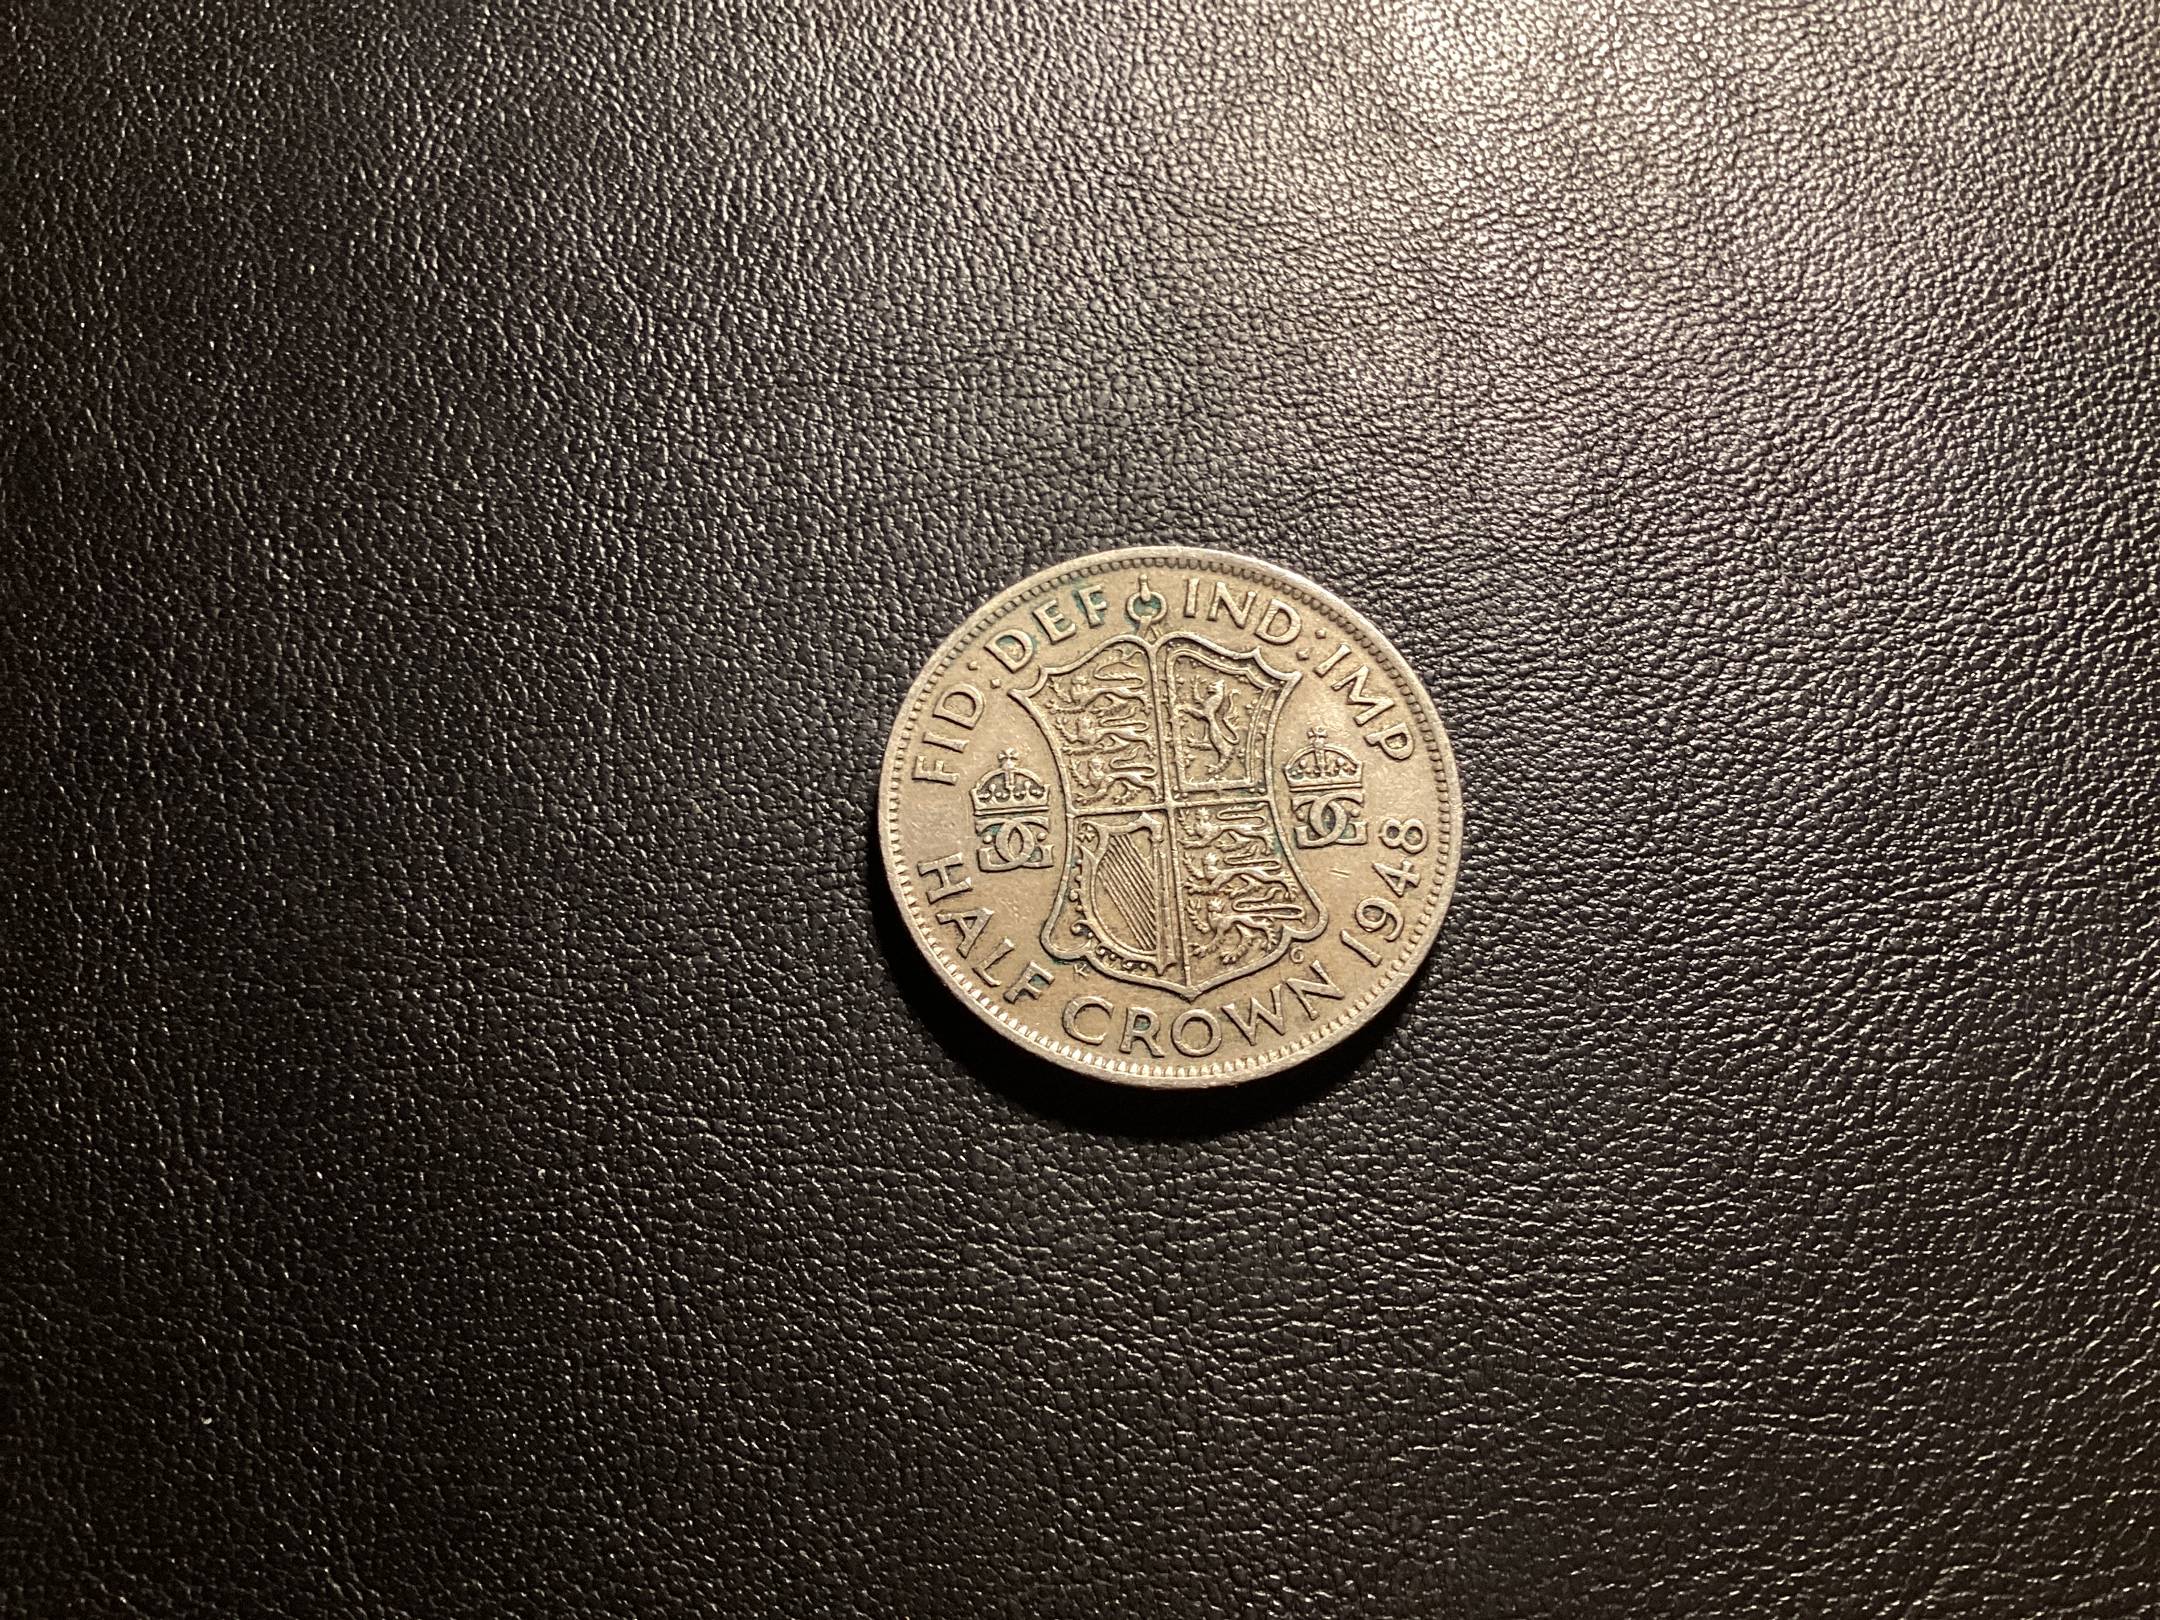 FID: DEF IND: IMP
HALF CROWN 1948
K G